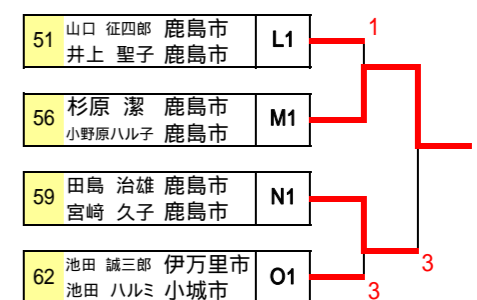 51 山口 征四郎 鹿島市 L1 1
井上 聖子 鹿島市
56 杉原 潔 鹿島市 M1
小野原ハル子 鹿島市
59 田島 治雄 鹿島市 N1
宮﨑 久子 鹿島市
3
62 池田 誠三郎 伊万里市 O1
池田 ハルミ 小城市 3